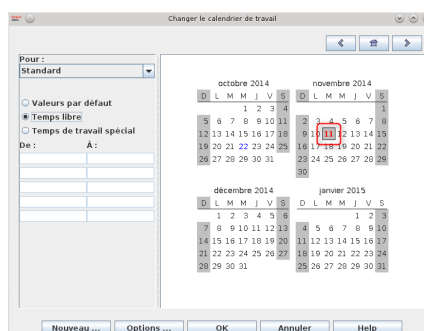 Changer le calendrier de travail
Pour :
Standard
Valeurs par défaut
Temps libre
Temps de travail spécial
De : À :
octobre 2014
D L M M J V S
1 2 3 4
5 6 7 8 9 10 11
12 13 14 15 16 17 18
19 20 21 22 23 24 25
26 27 28 29 30 31
novembre 2014
D L M M J V S
1
2 3 4 5 6 7 8
9 10 11 12 13 14 15
16 17 18 19 20 21 22
23 24 25 26 27 28 29
30
décembre 2014
D L M M J V S
1 2 3 4 5 6
7 8 9 10 11 12 13
14 15 16 17 18 19 20
21 22 23 24 25 26 27
28 29 30 31
janvier 2015
D L M M J V S
1 2 3
4 5 6 7 8 9 10
11 12 13 14 15 16 17
18 19 20 21 22 23 24
25 26 27 28 29 30 31
Nouveau ... Options ... OK Annuler Help